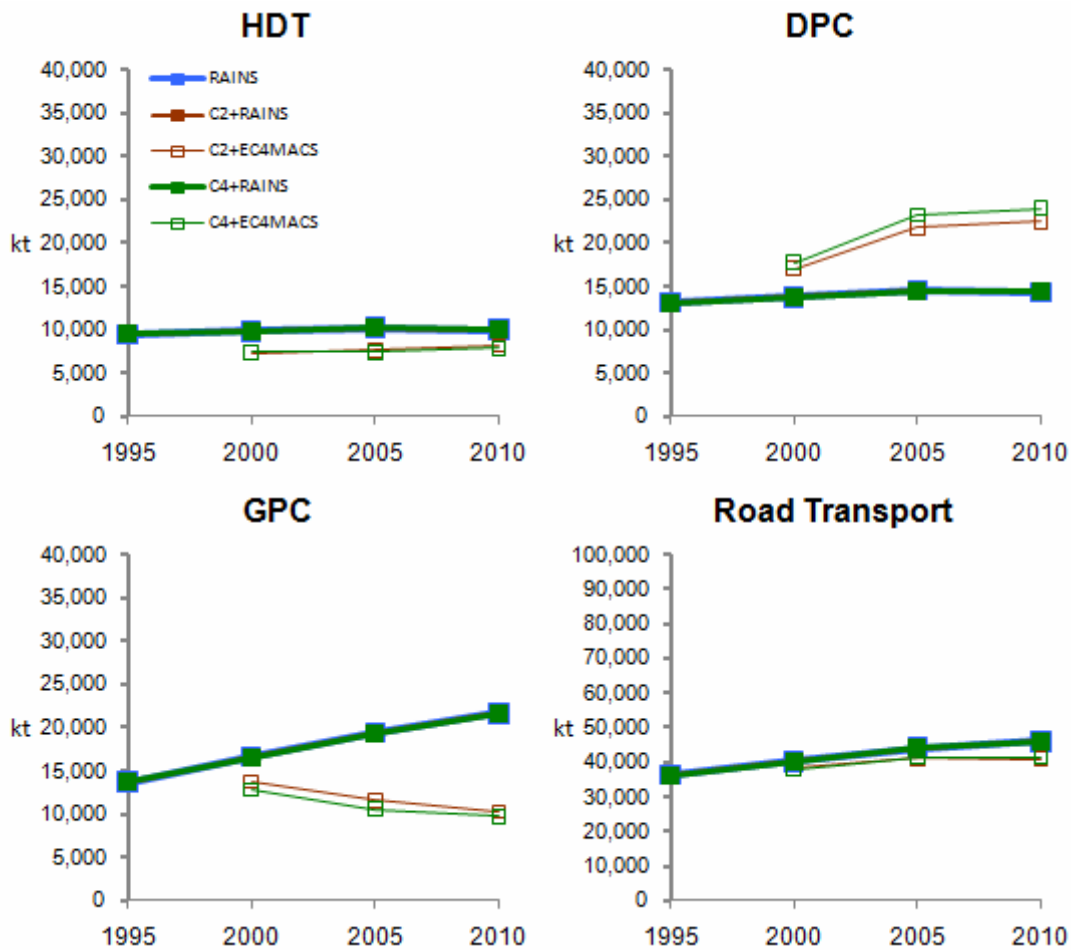 HDT
40,000
35,000
30,000
25,000
20,000
15,000
10,000
5,000
0
kt
RAINS
C2+RAINS
C2+EC4MACS
C4+RAINS
C4+EC4MACS
1995 2000 2005 2010
DPC
40,000
35,000
30,000
25,000
20,000
15,000
10,000
5,000
0
kt
1995 2000 2005 2010
GPC
40,000
35,000
30,000
25,000
20,000
15,000
10,000
5,000
0
kt
1995 2000 2005 2010
Road Transport
100,000
90,000
80,000
70,000
60,000
50,000
40,000
30,000
20,000
10,000
0
kt
1995 2000 2005 2010